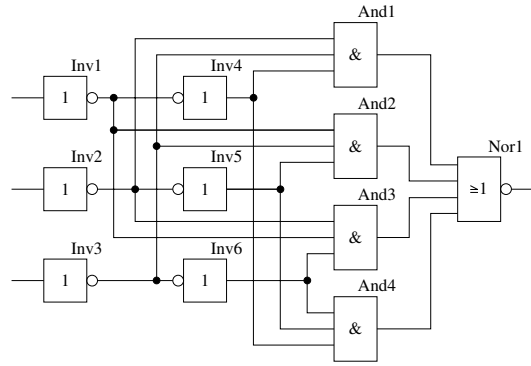 And1
&
Inv1
1
Inv4
1
And2
&
Inv2
1
Inv5
1
Nor1
≥1
And3
&
Inv3
1
Inv6
1
And4
&